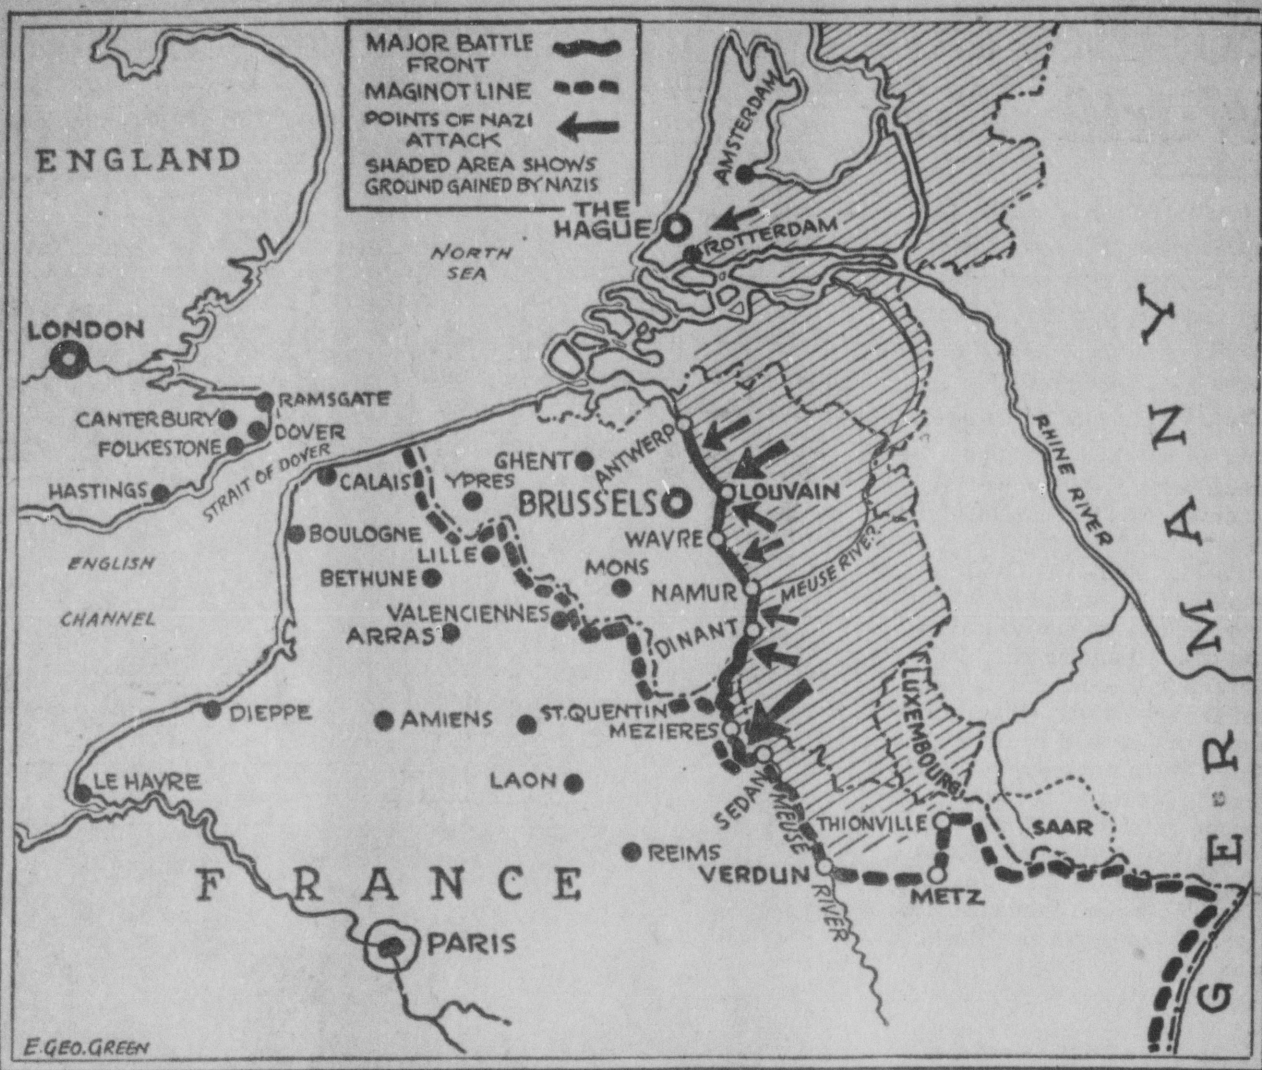 MAJOR BATTLE
FRONT
MAGINOT LINE
POINTS OF NAZI
ATTACK
SHADED AREA SHOWS
GROUND GAINED BY NAZIS
ENGLAND
AMSTERDAM
THE
HAGUE
ROTTERDAM
NORTH
SEA
LONDON
RAMSGATE
CANTERBURY
DOVER
FOLKESTONE
HASTINGS
STRAIT OF DOVER
CALAIS
YPRES
GHENT
ANTWERP
BRUSSELS
LOUVAIN
BOULOGNE
WAVRE
LILLE
ENGLISH
CHANNEL
BETHUNE
MONS
NAMUR
MEUSE RIVER
RHINE RIVER
VALENCIENNES
ARRAS
DINANT
DIEPPE
AMIENS
ST. QUENTIN
MEZIERES
LUXEMBOURG
LE HAVRE
LAON
SEDAN
MEUSE
RIVER
THIONVILLE
SAAR
REIMS
VERDUN
METZ
FRANCE
PARIS
GERMANY
E. GEO. GREEN